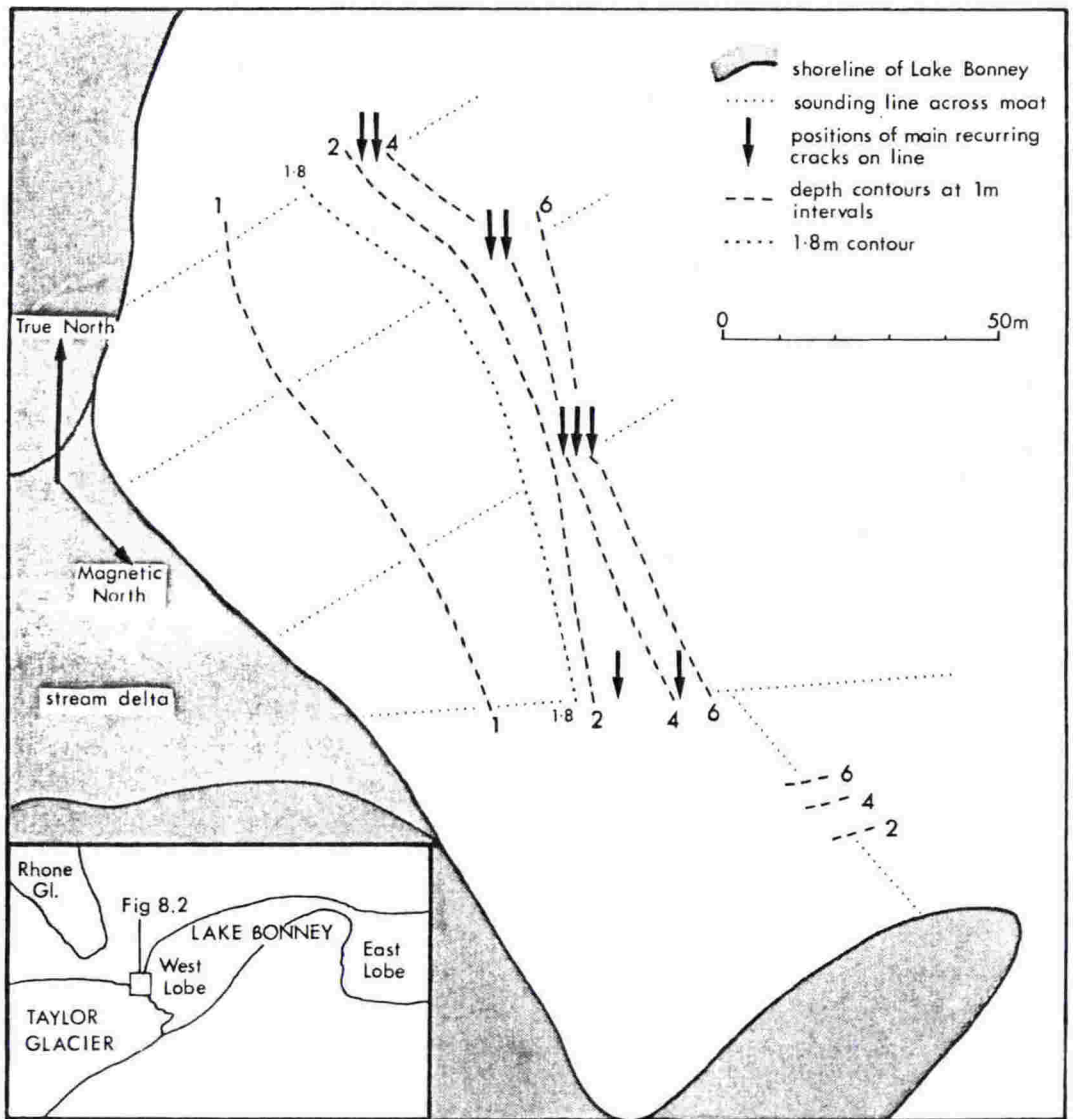 shoreline of Lake Bonney
sounding line across moat
positions of main recurring
cracks on line
depth contours at 1m
intervals
1·8m contour
0 50m
2 4
1·8
1 6
True North
Magnetic
North
stream delta
1 1·8 2 4 6
6
4
2
Rhone
Gl.
Fig 8.2
LAKE BONNEY
West
Lobe
East
Lobe
TAYLOR
GLACIER